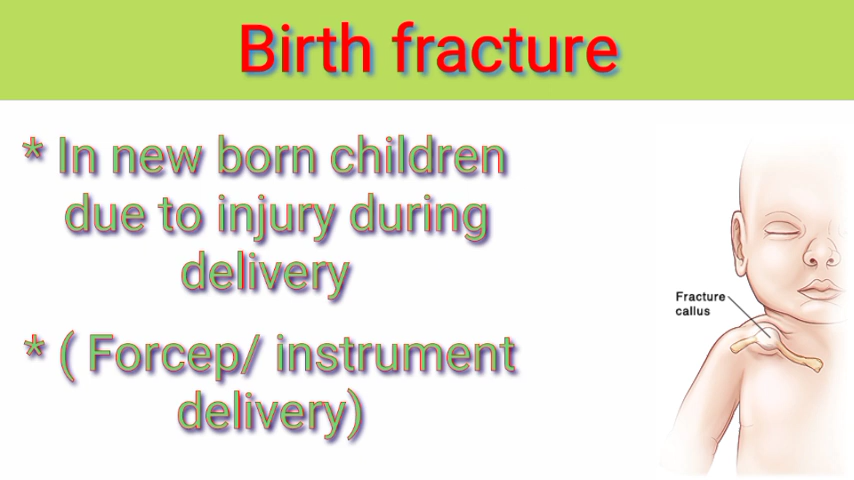 Birth fracture
* In new born children
due to injury during
delivery
* ( Forcep/ instrument
delivery)
Fracture
callus